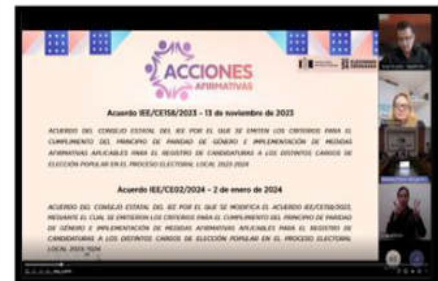 ACCIONES
AFIRMATIVAS
Acuerdo IEE/CE158/2023 - 13 de noviembre de 2023
ACUERDO DEL CONSEJO ESTATAL DEL IEE POR EL QUE SE EMITEN LOS CRITERIOS PARA EL
CUMPLIMIENTO DEL PRINCIPIO DE PARIDAD DE GÉNERO E IMPLEMENTACIÓN DE MEDIDAS
AFIRMATIVAS APLICABLES PARA EL REGISTRO DE CANDIDATURAS A LOS DISTINTOS CARGOS DE
ELECCIÓN POPULAR EN EL PROCESO ELECTORAL LOCAL 2023-2024
Acuerdo IEE/CE02/2024 - 2 de enero de 2024
ACUERDO DEL CONSEJO ESTATAL DEL IEE POR EL QUE SE MODIFICA EL ACUERDO IEE/CE158/2023,
MEDIANTE EL CUAL SE EMITIERON LOS CRITERIOS PARA EL CUMPLIMIENTO DEL PRINCIPIO DE PARIDAD
DE GÉNERO E IMPLEMENTACIÓN DE MEDIDAS AFIRMATIVAS APLICABLES PARA EL REGISTRO DE
CANDIDATURAS A LOS DISTINTOS CARGOS DE ELECCIÓN POPULAR EN EL PROCESO ELECTORAL
LOCAL 2023-2024